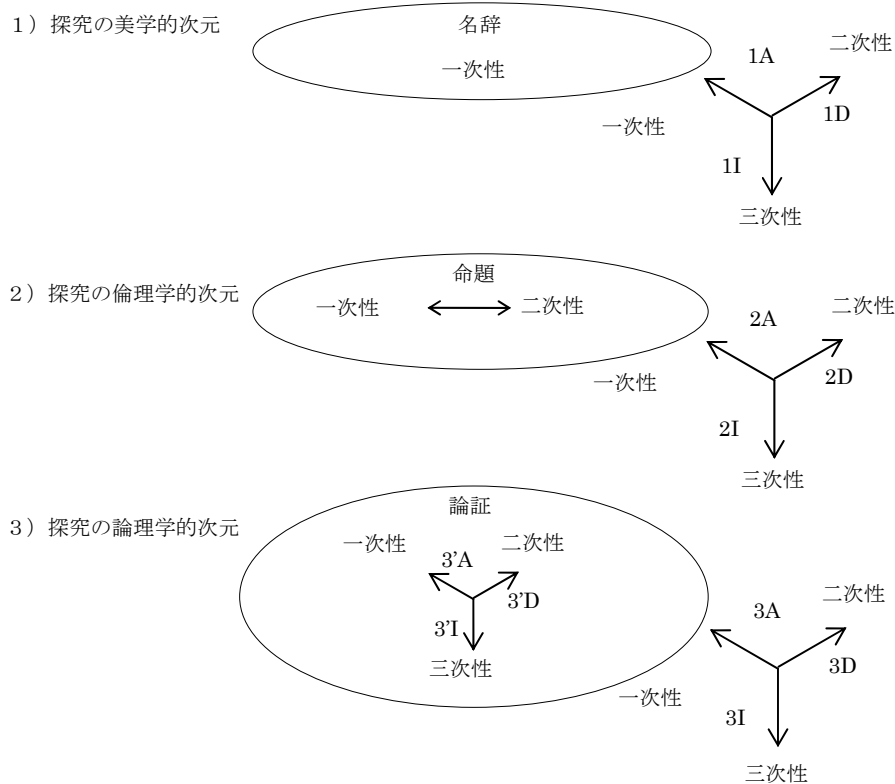 1）探究の美学的次元
名辞
一次性
二次性
1A
1D
一次性
1I
三次性
2）探究の倫理学的次元
命題
一次性
二次性
二次性
2A
2D
一次性
2I
三次性
3）探究の論理学的次元
論証
一次性
二次性
3’A
3’D
3’I
三次性
二次性
3A
3D
一次性
3I
三次性